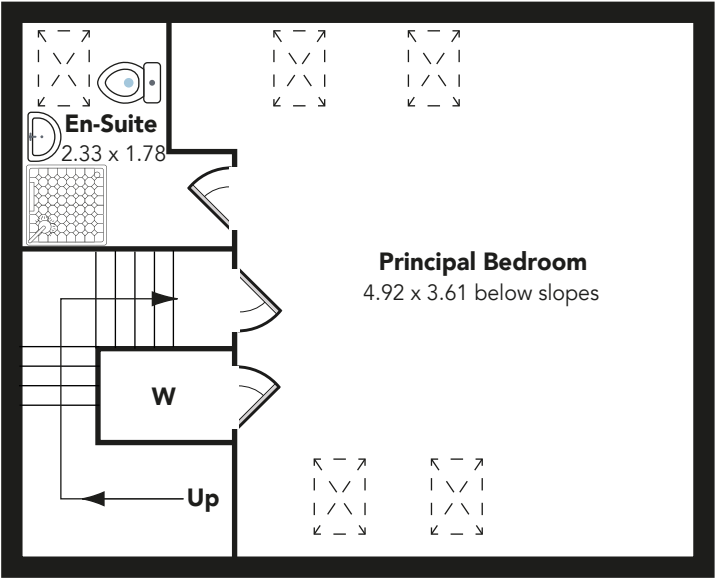 En-Suite
2.33 x 1.78
Principal Bedroom
4.92 x 3.61 below slopes
W
Up